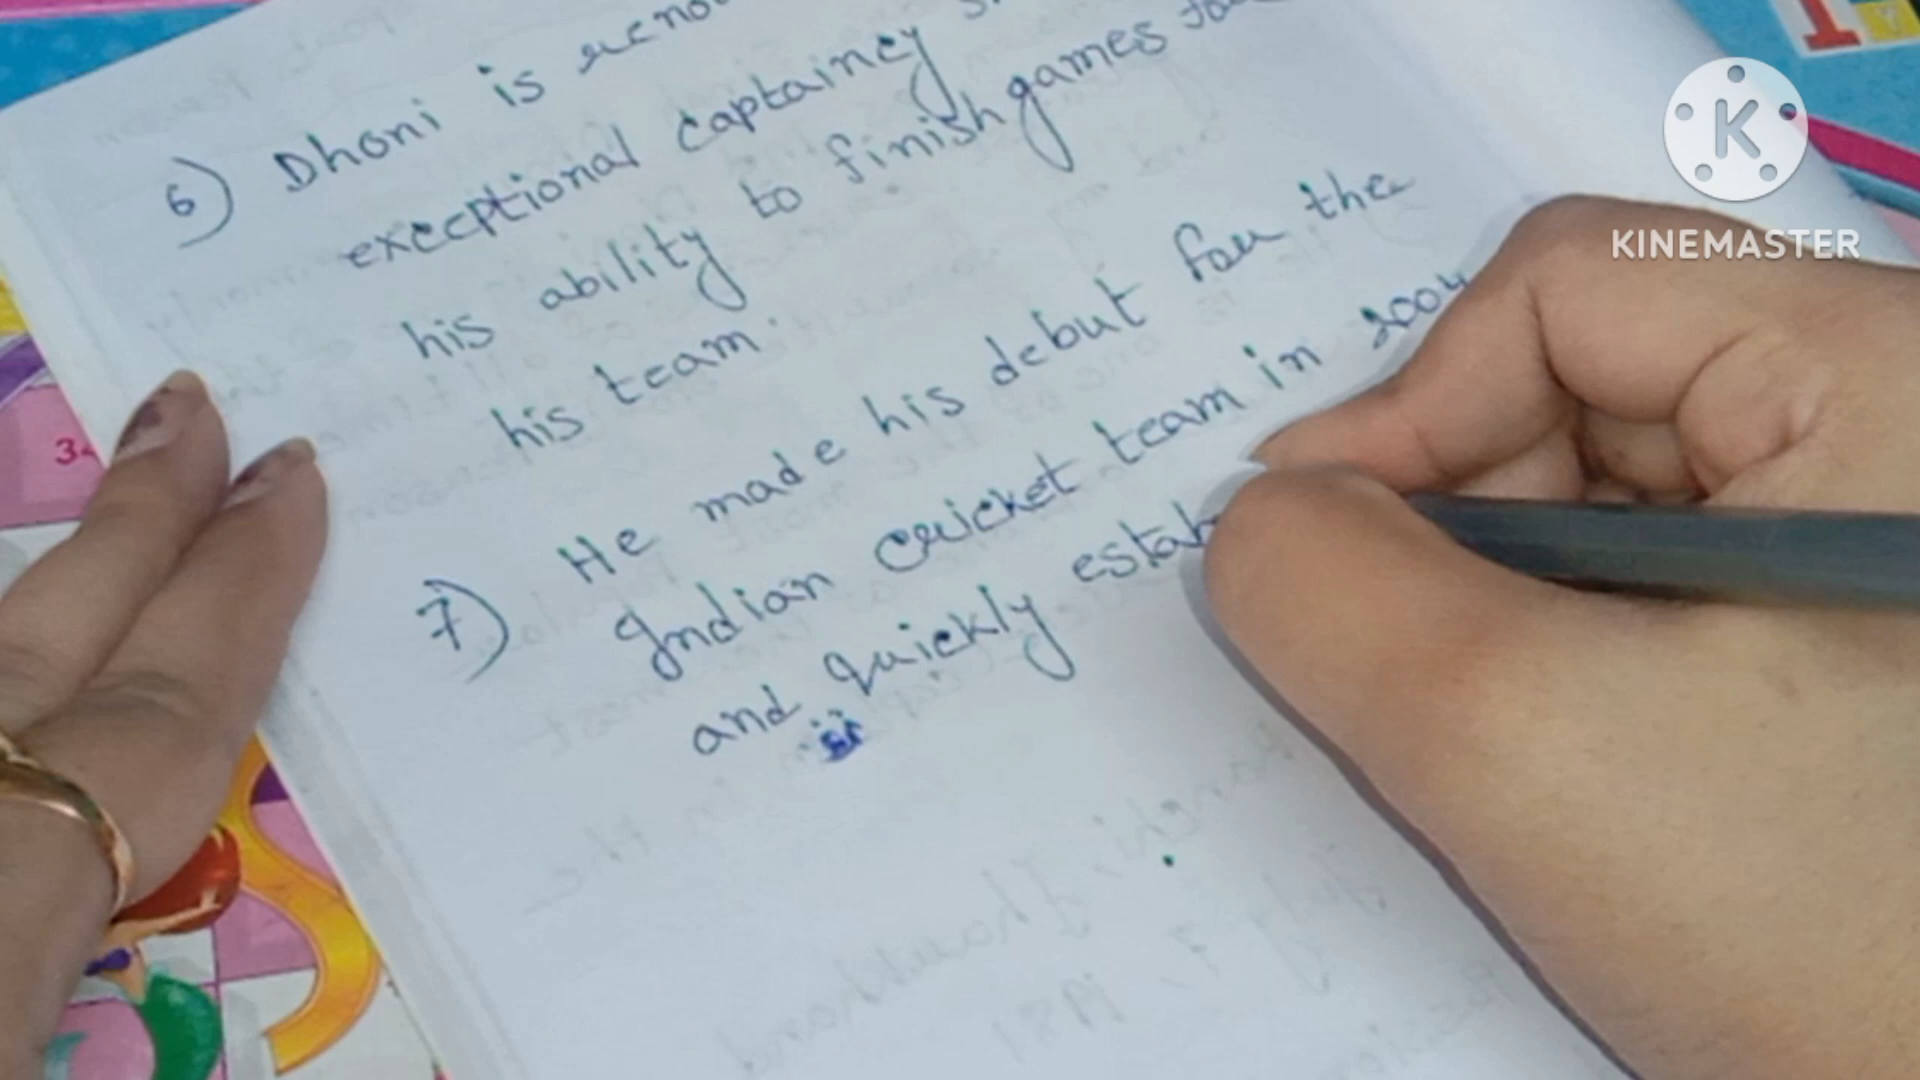 6) Dhoni is
exceptional captaincy
his ability to finish games
his team.
7) He made his debut for the
Indian cricket team in 2004
and quickly estab
K
KINEMASTER